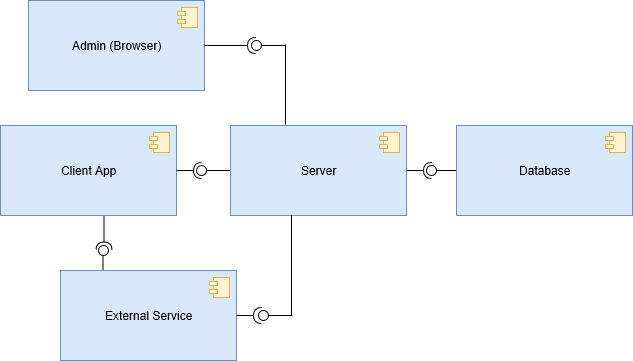 Admin (Browser)
Client App
Server
Database
External Service